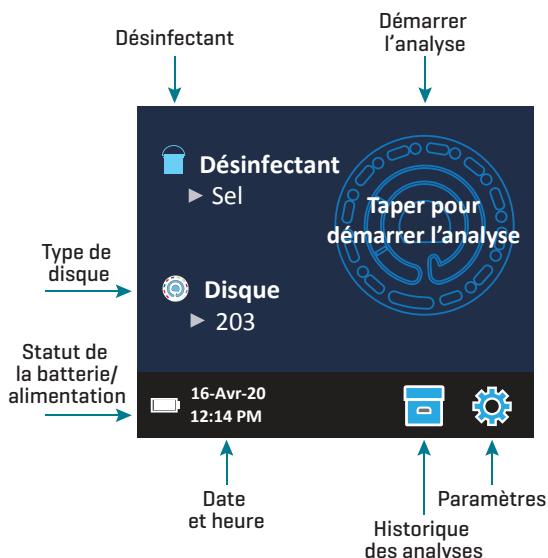 Désinfectant
Démarrer
l'analyse
Désinfectant
► Sel
Taper pour
démarrer l'analyse
Type de
disque
Disque
► 203
Statut de
la batterie/
alimentation
16-Avr-20
12:14 PM
Date
et heure
Historique
des analyses
Paramètres